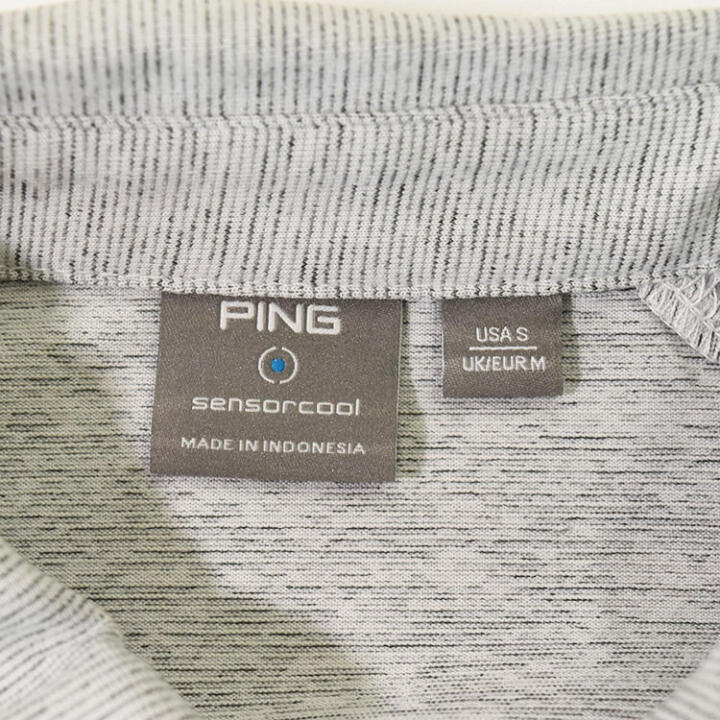 PING
sensorcool
MADE IN INDONESIA
USA S
UK/EUR M